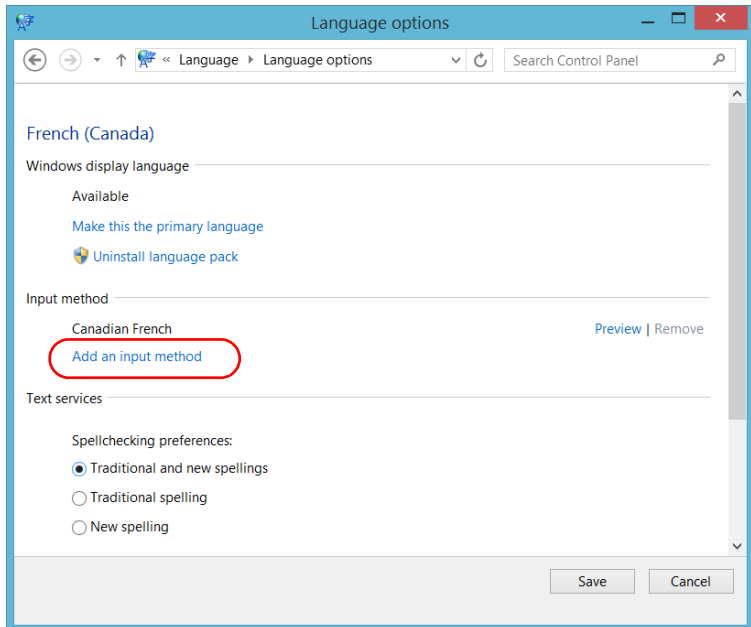 Language options
« Language Language options
Search Control Panel
French (Canada)
Windows display language
Available
Make this the primary language
Uninstall language pack
Input method
Canadian French Preview | Remove
Add an input method
Text services
Spellchecking preferences:
Traditional and new spellings
Traditional spelling
New spelling
Save Cancel